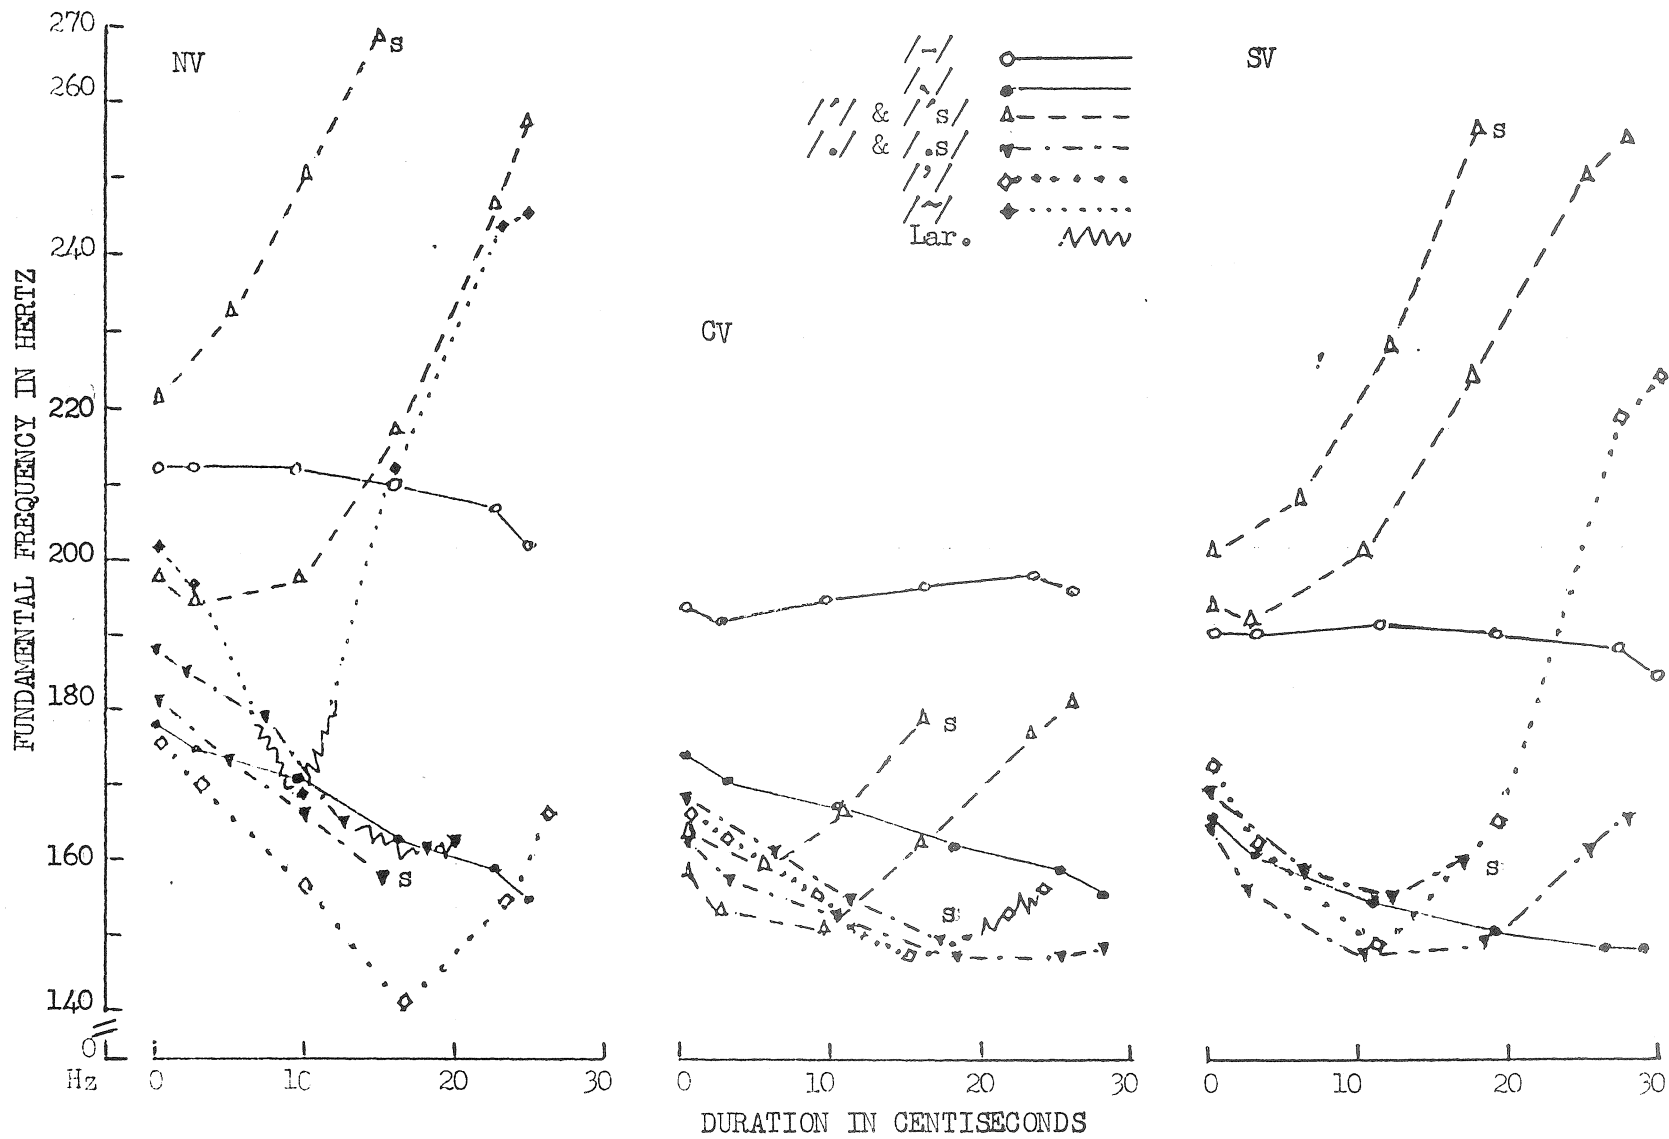 FUNDAMENTAL FREQUENCY IN HERTZ
270
260
240
220
200
180
160
140
0
Hz
NV
s
s
0 10 20 30
CV
s
s
0 10 20 30
DURATION IN CENTISECONDS
/-/
/ˎ/
/ˊ/ & /ˊs/
/./ & /.s/
/ˀ/
/~/
Lar.
SV
s
s
0 10 20 30